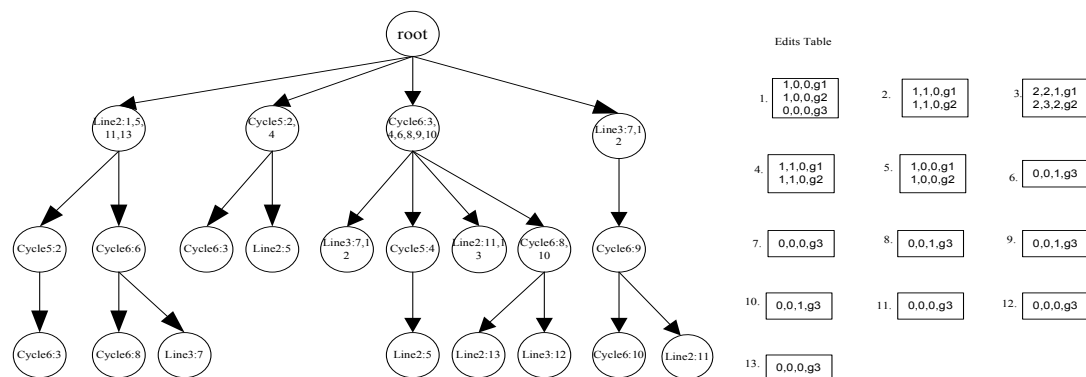 root
Line2:1,5,
11,13
Cycle5:2,
4
Cycle6:3,
4,6,8,9,10
Line3:7,1
2
Cycle5:2
Cycle6:6
Cycle6:3
Line2:5
Line3:7,1
2
Cycle5:4
Line2:11,1
3
Cycle6:8,
10
Cycle6:9
Cycle6:3
Cycle6:8
Line3:7
Line2:5
Line2:13
Line3:12
Cycle6:10
Line2:11
Edits Table
1.
1,0,0,g1
1,0,0,g2
0,0,0,g3
2.
1,1,0,g1
1,1,0,g2
3.
2,2,1,g1
2,3,2,g2
4.
1,1,0,g1
1,1,0,g2
5.
1,0,0,g1
1,0,0,g2
6.
0,0,1,g3
7.
0,0,0,g3
8.
0,0,1,g3
9.
0,0,1,g3
10.
0,0,1,g3
11.
0,0,0,g3
12.
0,0,0,g3
13.
0,0,0,g3